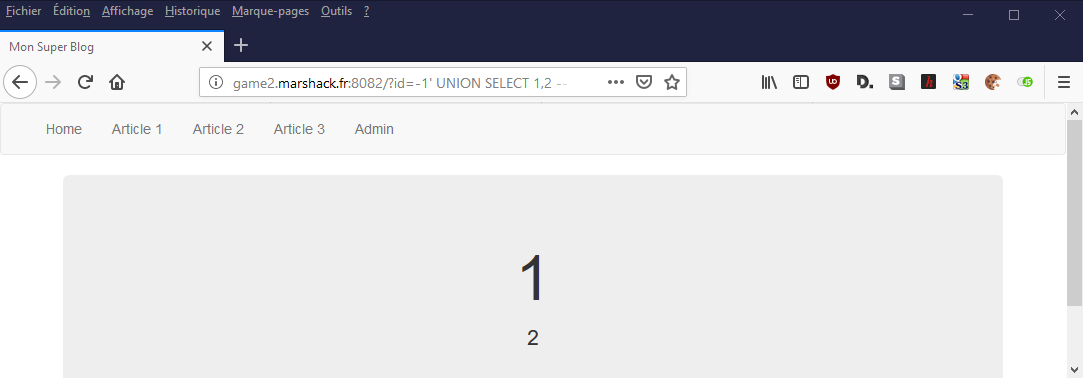 Fichier Édition Affichage Historique Marque-pages Outils ?
Mon Super Blog
game2.marshack.fr:8082/?id=-1' UNION SELECT 1,2 --
Home Article 1 Article 2 Article 3 Admin
1
2